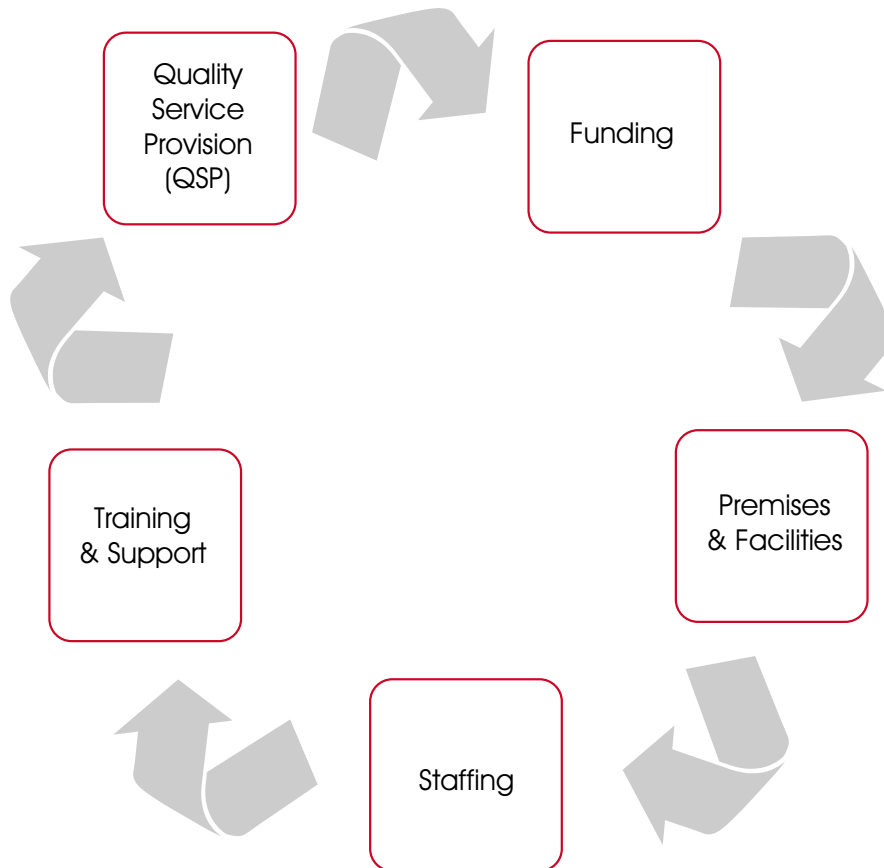 Quality
Service
Provision
(QSP)
Funding
Premises
& Facilities
Staffing
Training
& Support